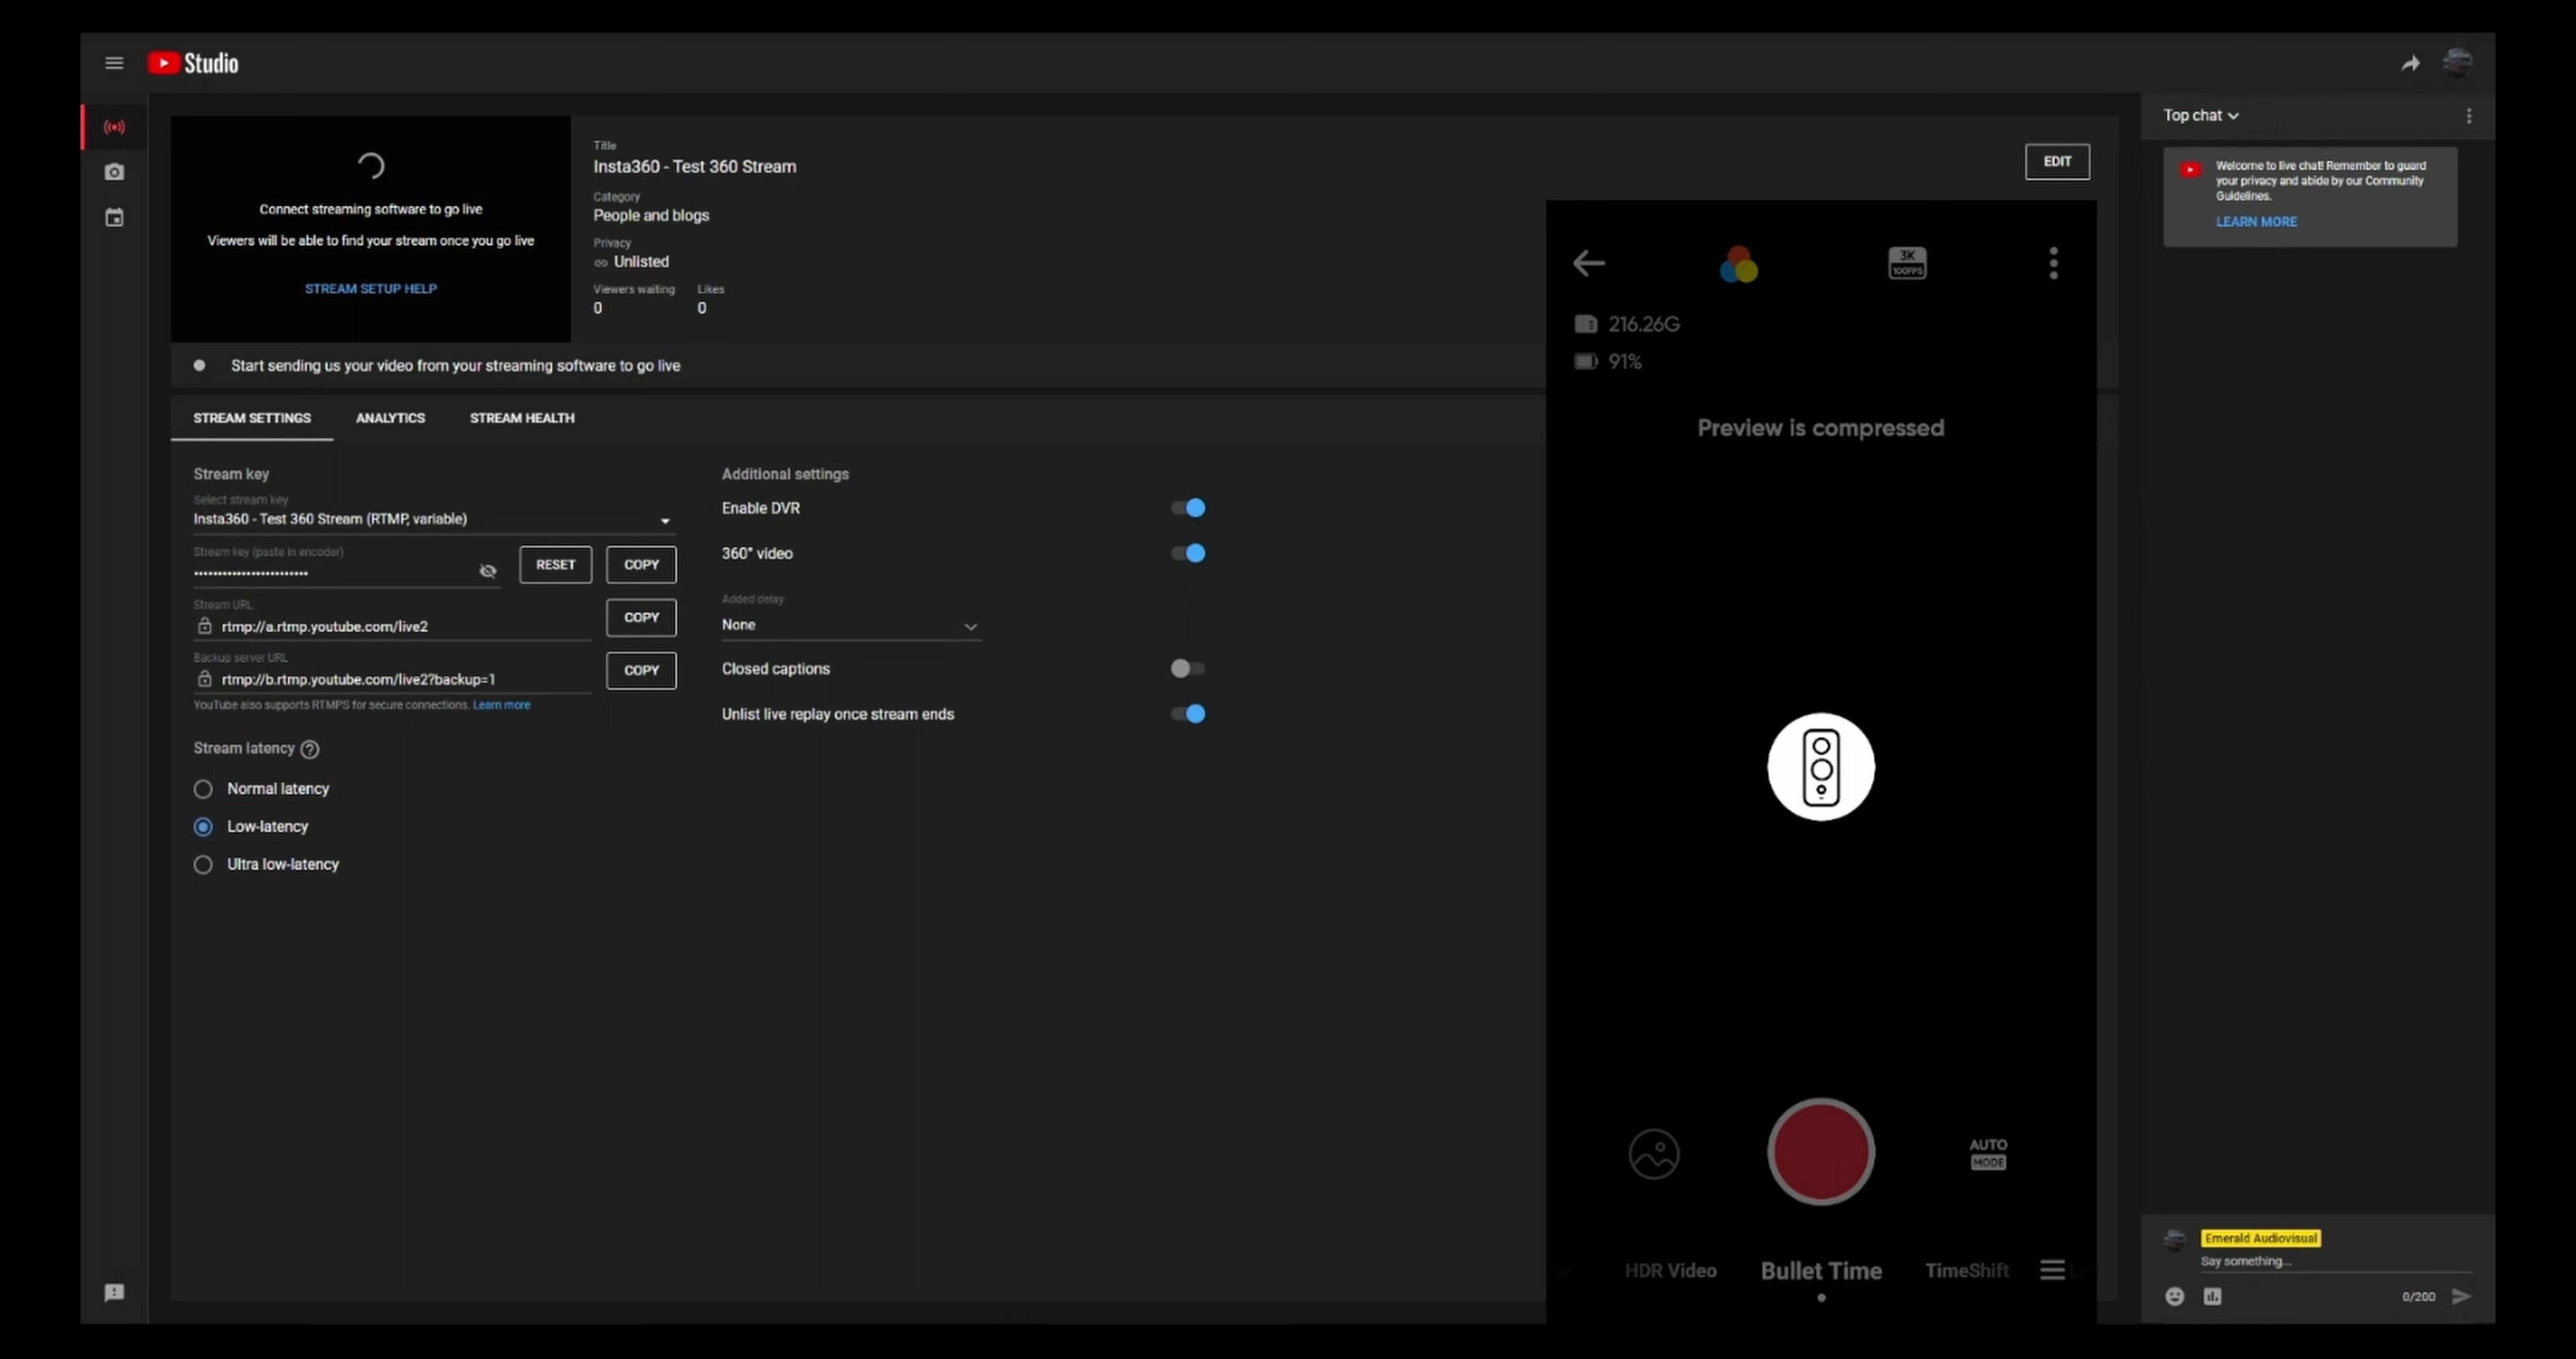 Studio
Connect streaming software to go live
Viewers will be able to find your stream once you go live
STREAM SETUP HELP
Title
Insta360 - Test 360 Stream
Category
People and blogs
Privacy
Unlisted
Viewers waiting
0
Likes
0
EDIT
Start sending us your video from your streaming software to go live
STREAM SETTINGS
ANALYTICS
STREAM HEALTH
Stream key
Select stream key
Insta360 - Test 360 Stream (RTMP, variable)
Stream key (paste in encoder)
••••••••••••••••••••••••
RESET
COPY
Stream URL
rtmp://a.rtmp.youtube.com/live2
COPY
Backup server URL
rtmp://b.rtmp.youtube.com/live2?backup=1
COPY
YouTube also supports RTMPS for secure connections. Learn more
Stream latency
Normal latency
Low-latency
Ultra low-latency
Additional settings
Enable DVR
360° video
Added delay
None
Closed captions
Unlist live replay once stream ends
3K
100FPS
216.26G
91%
Preview is compressed
AUTO
MODE
HDR Video
Bullet Time
TimeShift
Top chat
Welcome to live chat! Remember to guard
your privacy and abide by our Community
Guidelines.
LEARN MORE
Emerald Audiovisual
Say something...
0/200